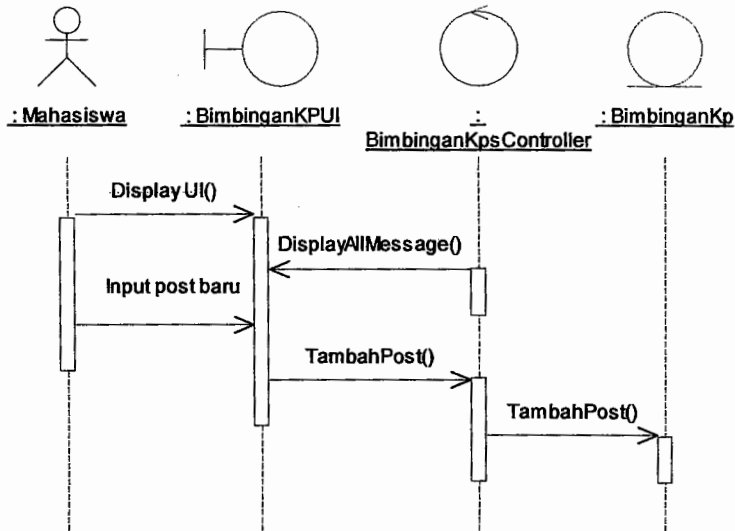 : Mahasiswa
: BimbinganKPUI
:
BimbinganKpsController
: BimbinganKp
Display UI()
DisplayAllMessage()
Input post baru
TambahPost()
TambahPost()